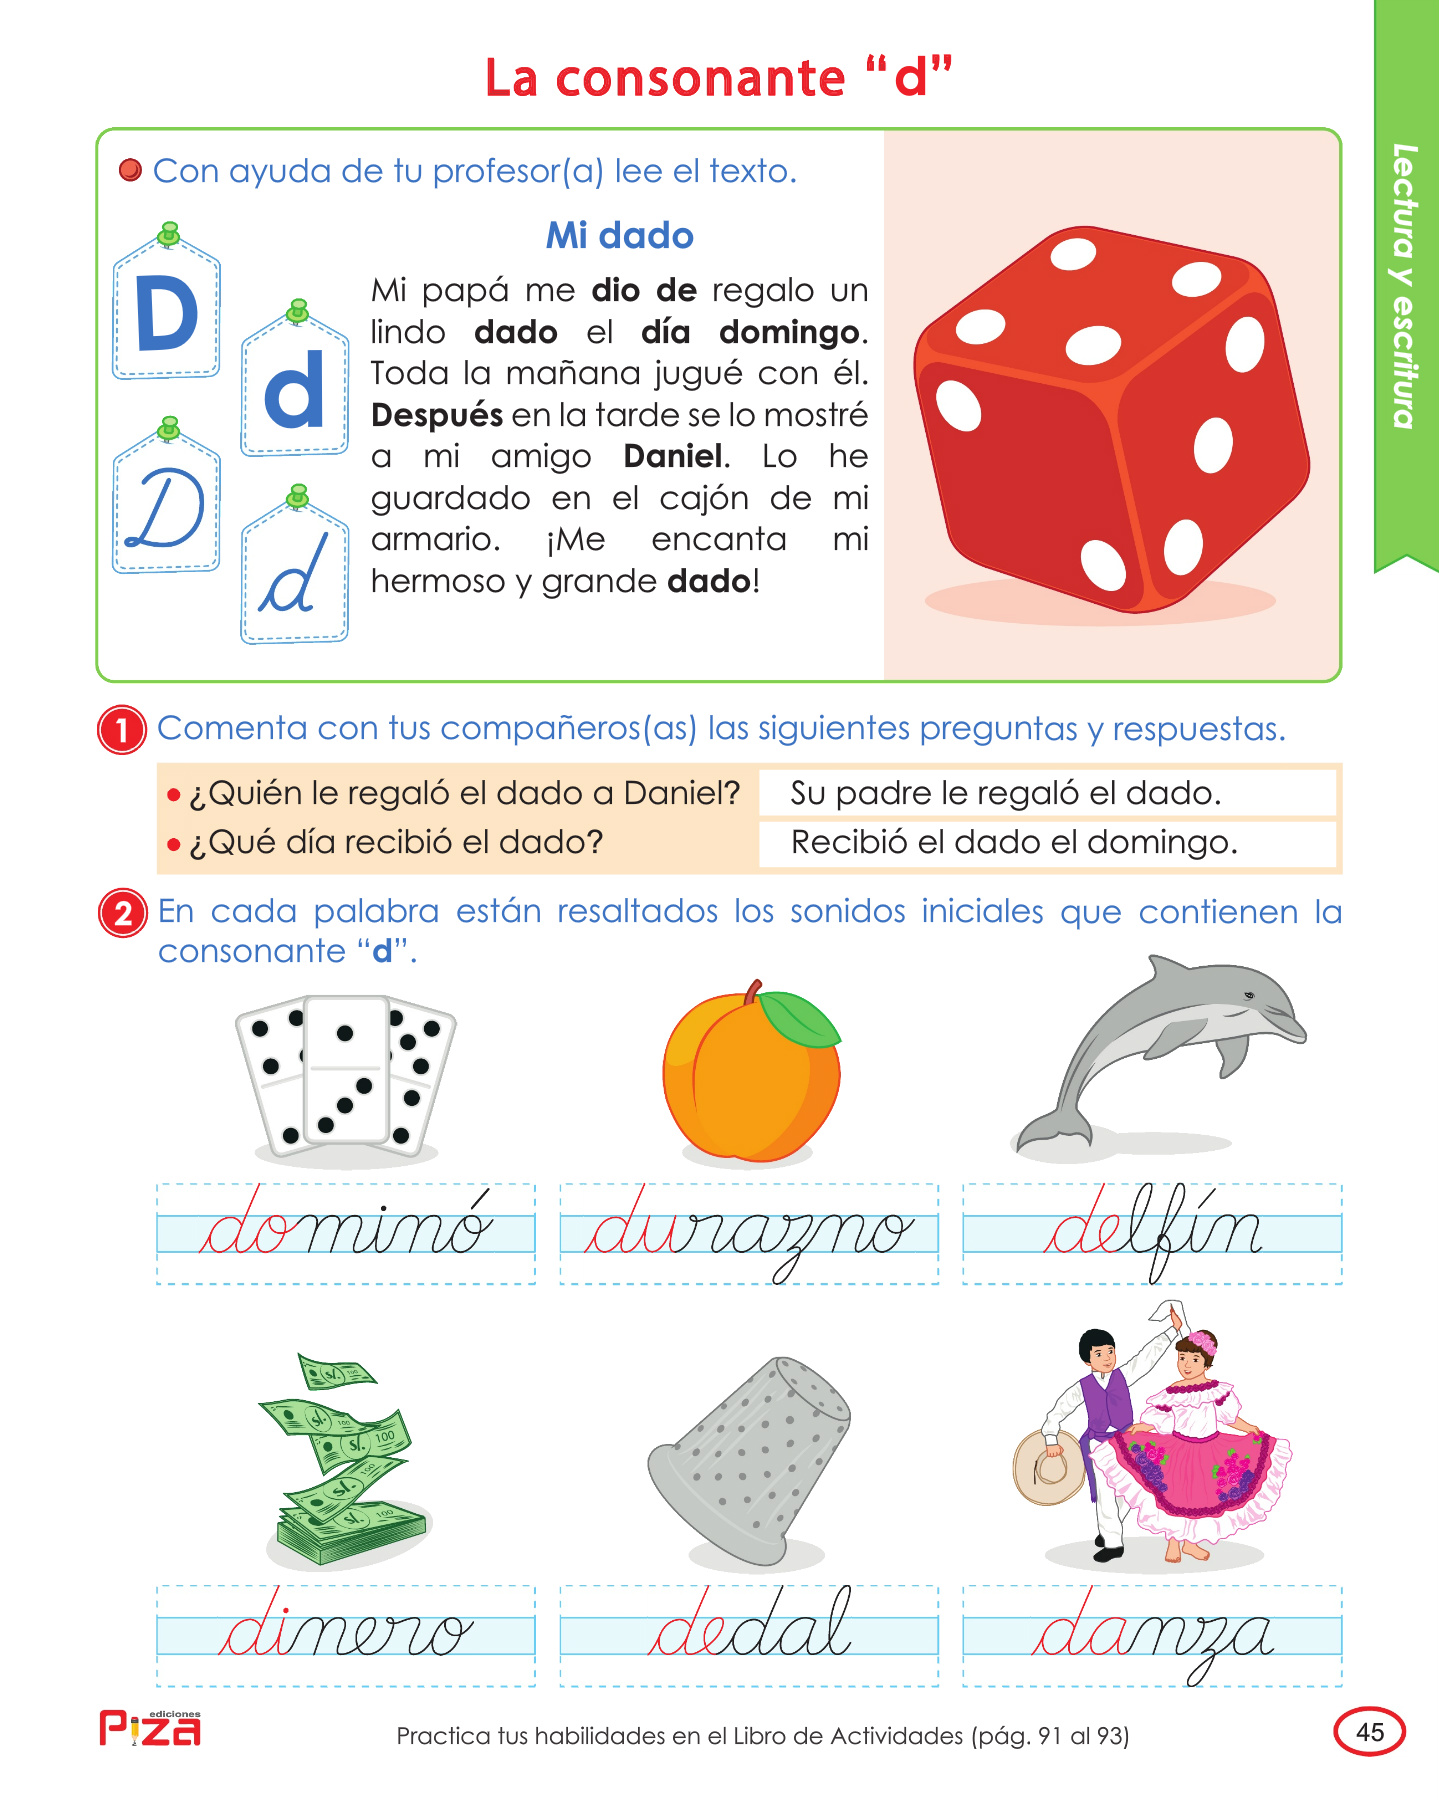 La consonante “d”
Lectura y escritura
Con ayuda de tu profesor(a) lee el texto.
D
d
D
d
Mi dado
Mi papá me dio de regalo un
lindo dado el día domingo.
Toda la mañana jugué con él.
Después en la tarde se lo mostré
a mi amigo Daniel. Lo he
guardado en el cajón de mi
armario. ¡Me encanta mi
hermoso y grande dado!
1 Comenta con tus compañeros(as) las siguientes preguntas y respuestas.
• ¿Quién le regaló el dado a Daniel? Su padre le regaló el dado.
• ¿Qué día recibió el dado? Recibió el dado el domingo.
2 En cada palabra están resaltados los sonidos iniciales que contienen la
consonante “d”.
dominó durazno delfín
S/. 100
S/. 100
S/. 100
S/. 100
S/. 100
dinero dedal danza
ediciones
PIZA
Practica tus habilidades en el Libro de Actividades (pág. 91 al 93)
45